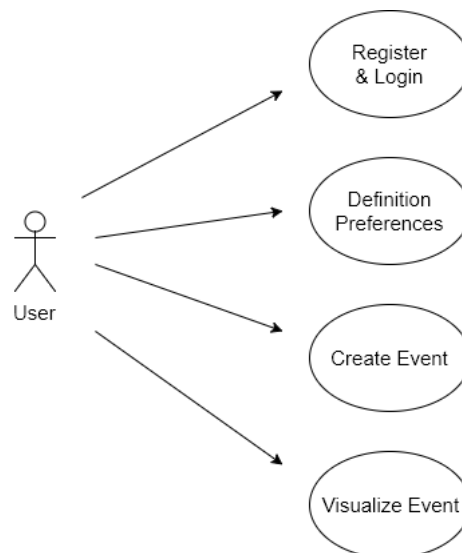 Register
& Login
Definition
Preferences
User
Create Event
Visualize Event